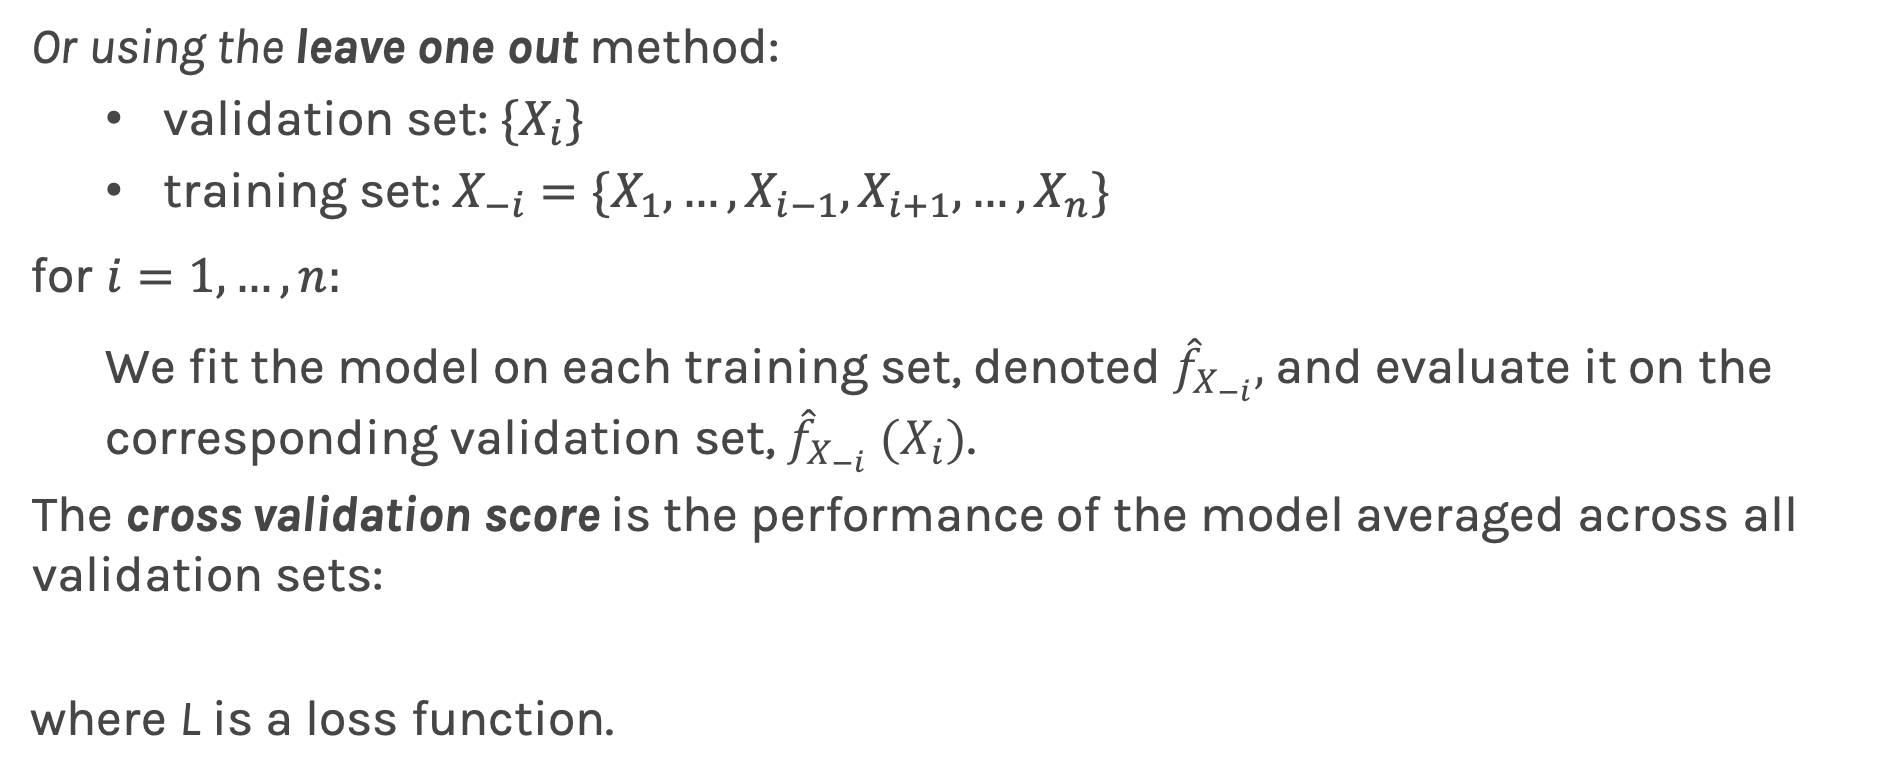 Or using the leave one out method:
• validation set: {X_i}
• training set: X_{−i} = {X_1, … , X_{i−1}, X_{i+1}, … , X_n}
for i = 1, … , n:
We fit the model on each training set, denoted f̂_{X_{−i}}, and evaluate it on the
corresponding validation set, f̂_{X_{−i}} (X_i).
The cross validation score is the performance of the model averaged across all
validation sets:
where L is a loss function.